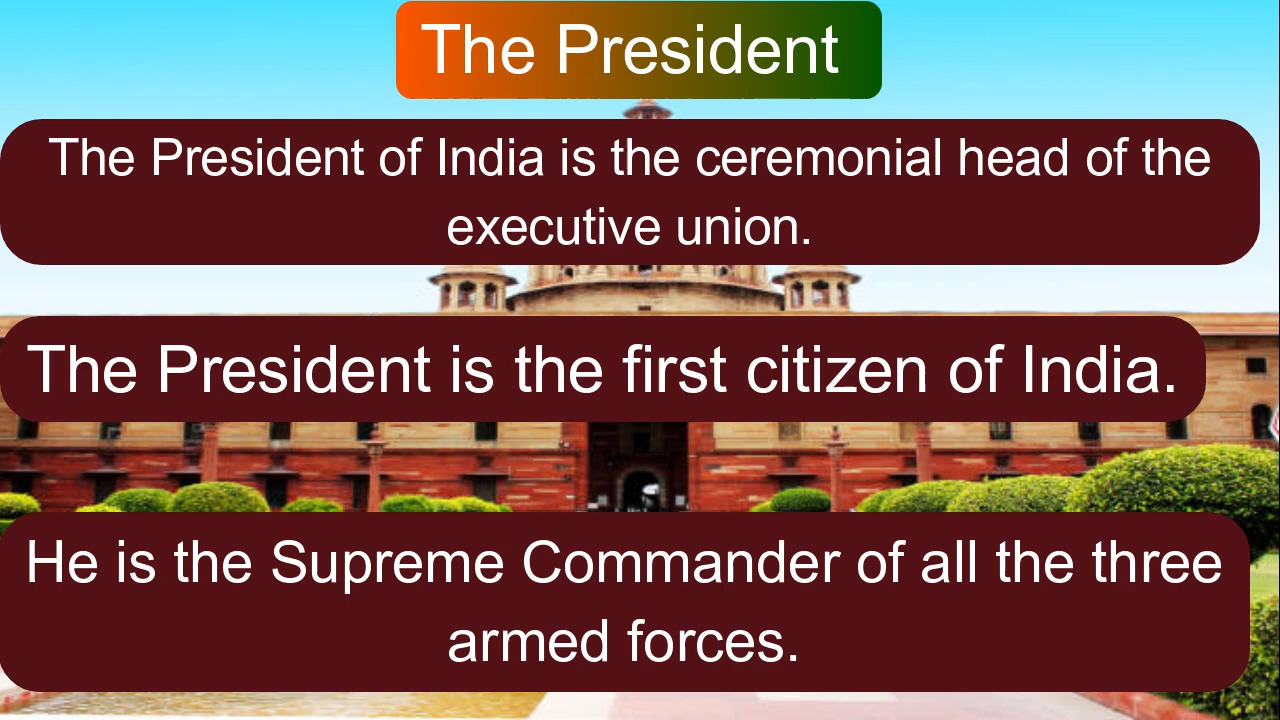 The President
The President of India is the ceremonial head of the
executive union.
The President is the first citizen of India.
He is the Supreme Commander of all the three
armed forces.